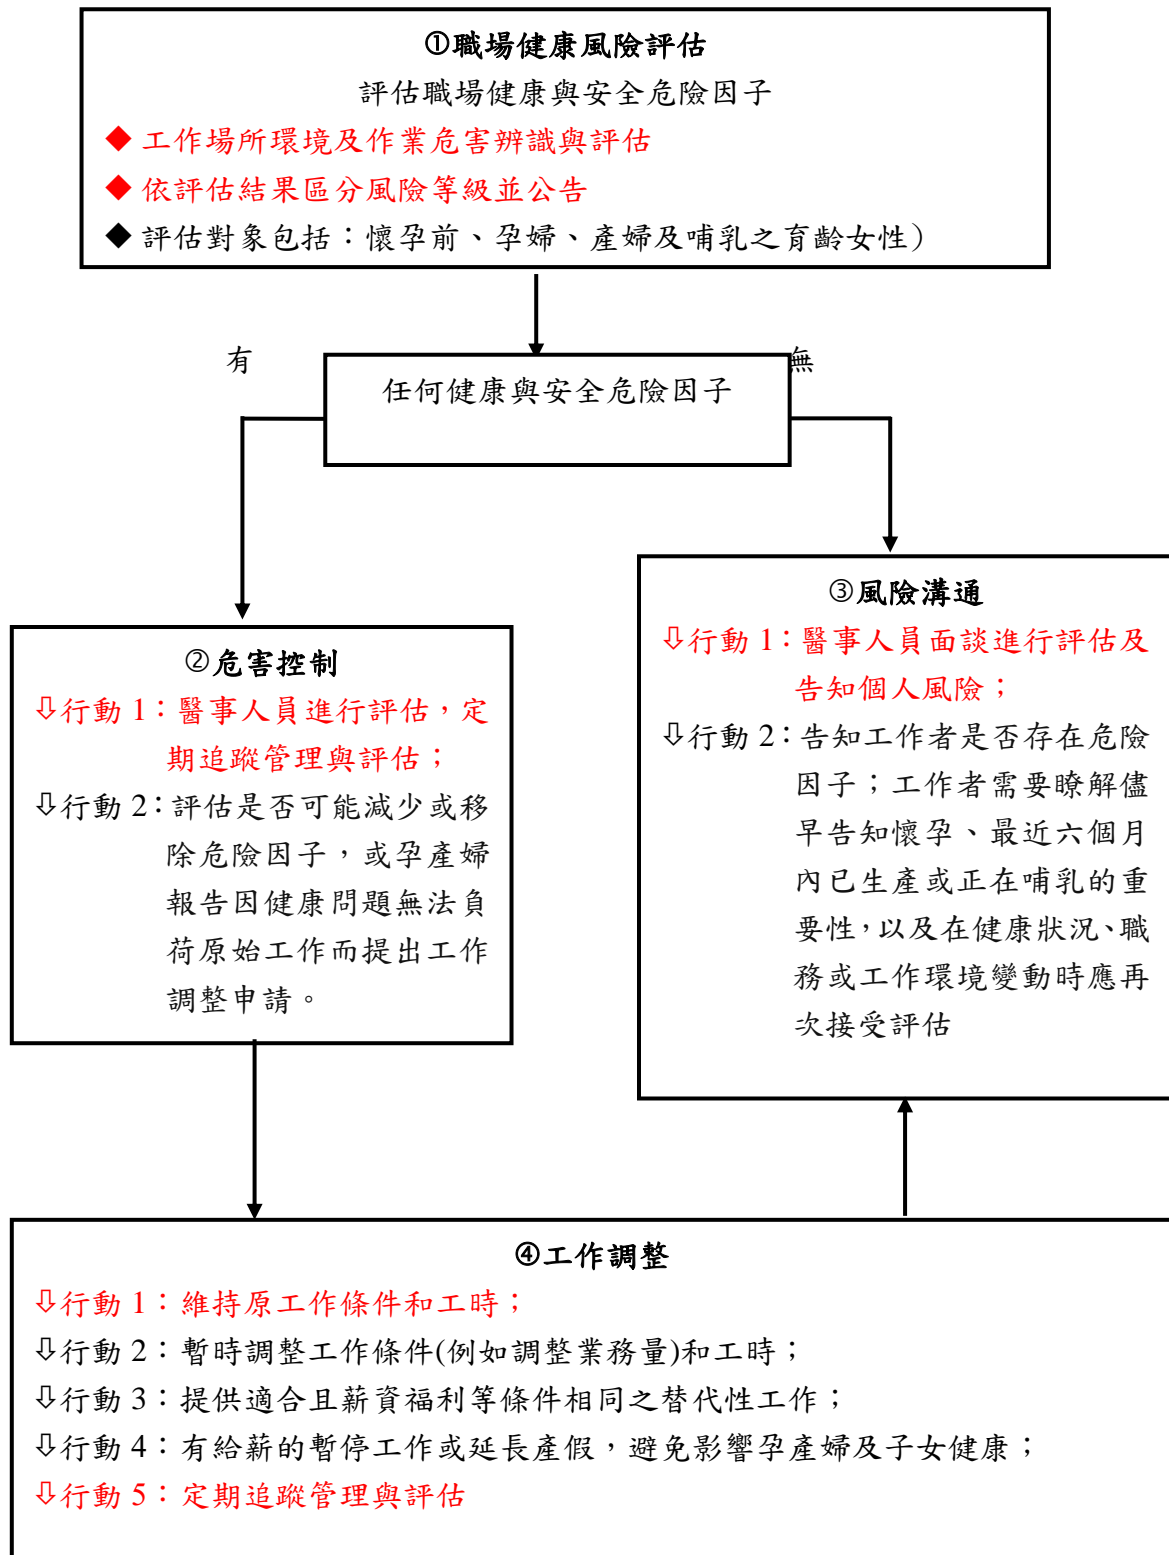 ①職場健康風險評估
評估職場健康與安全危險因子
◆ 工作場所環境及作業危害辨識與評估
◆ 依評估結果區分風險等級並公告
◆ 評估對象包括：懷孕前、孕婦、產婦及哺乳之育齡女性）
有
無
任何健康與安全危險因子
②危害控制
⇩行動 1：醫事人員進行評估，定
期追蹤管理與評估；
⇩行動 2：評估是否可能減少或移
除危險因子，或孕產婦
報告因健康問題無法負
荷原始工作而提出工作
調整申請。
③風險溝通
⇩行動 1：醫事人員面談進行評估及
告知個人風險；
⇩行動 2：告知工作者是否存在危險
因子；工作者需要瞭解儘
早告知懷孕、最近六個月
內已生產或正在哺乳的重
要性，以及在健康狀況、職
務或工作環境變動時應再
次接受評估
④工作調整
⇩行動 1：維持原工作條件和工時；
⇩行動 2：暫時調整工作條件(例如調整業務量)和工時；
⇩行動 3：提供適合且薪資福利等條件相同之替代性工作；
⇩行動 4：有給薪的暫停工作或延長產假，避免影響孕產婦及子女健康；
⇩行動 5：定期追蹤管理與評估